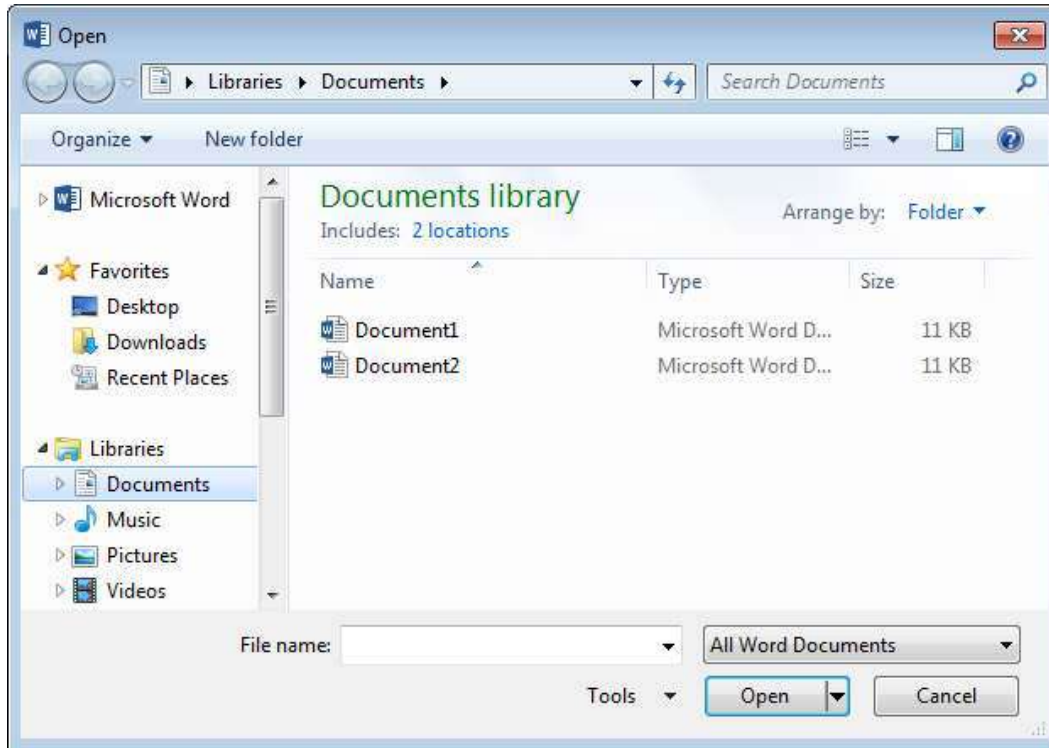 Open
Libraries Documents
Search Documents
Organize New folder
Microsoft Word
Favorites
Desktop
Downloads
Recent Places
Libraries
Documents
Music
Pictures
Videos
Documents library
Includes: 2 locations
Arrange by: Folder
Name Type Size
Document1 Microsoft Word D... 11 KB
Document2 Microsoft Word D... 11 KB
File name:
All Word Documents
Tools Open Cancel